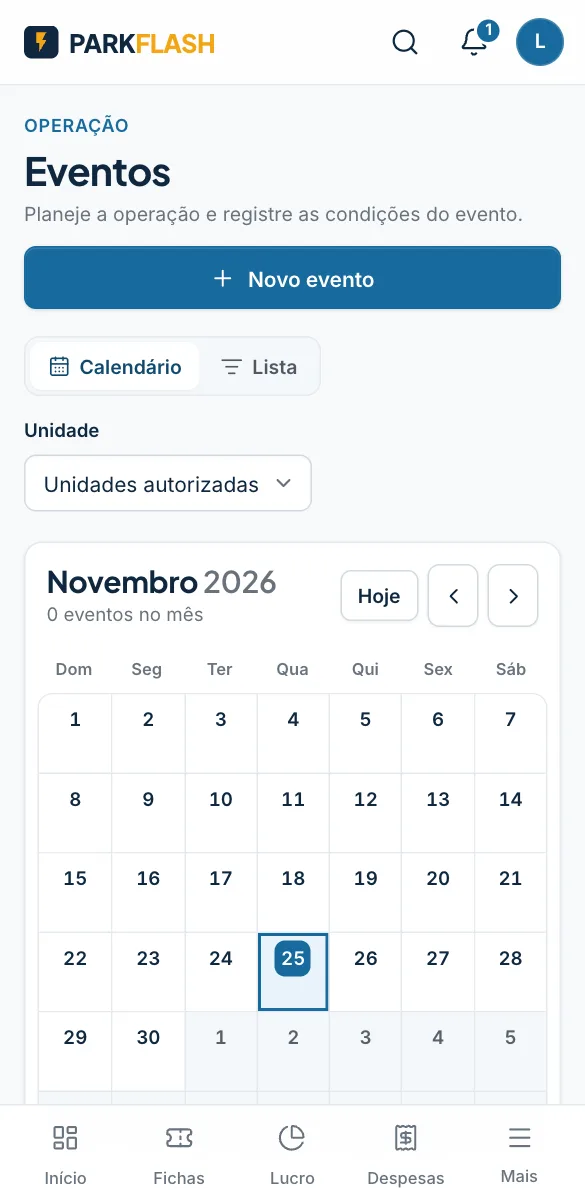 PARKFLASH
1
L
OPERAÇÃO
Eventos
Planeje a operação e registre as condições do evento.
+ Novo evento
Calendário
Lista
Unidade
Unidades autorizadas
Novembro 2026
0 eventos no mês
Hoje
Dom Seg Ter Qua Qui Sex Sáb
1 2 3 4 5 6 7
8 9 10 11 12 13 14
15 16 17 18 19 20 21
22 23 24 25 26 27 28
29 30 1 2 3 4 5
Início Fichas Lucro Despesas Mais